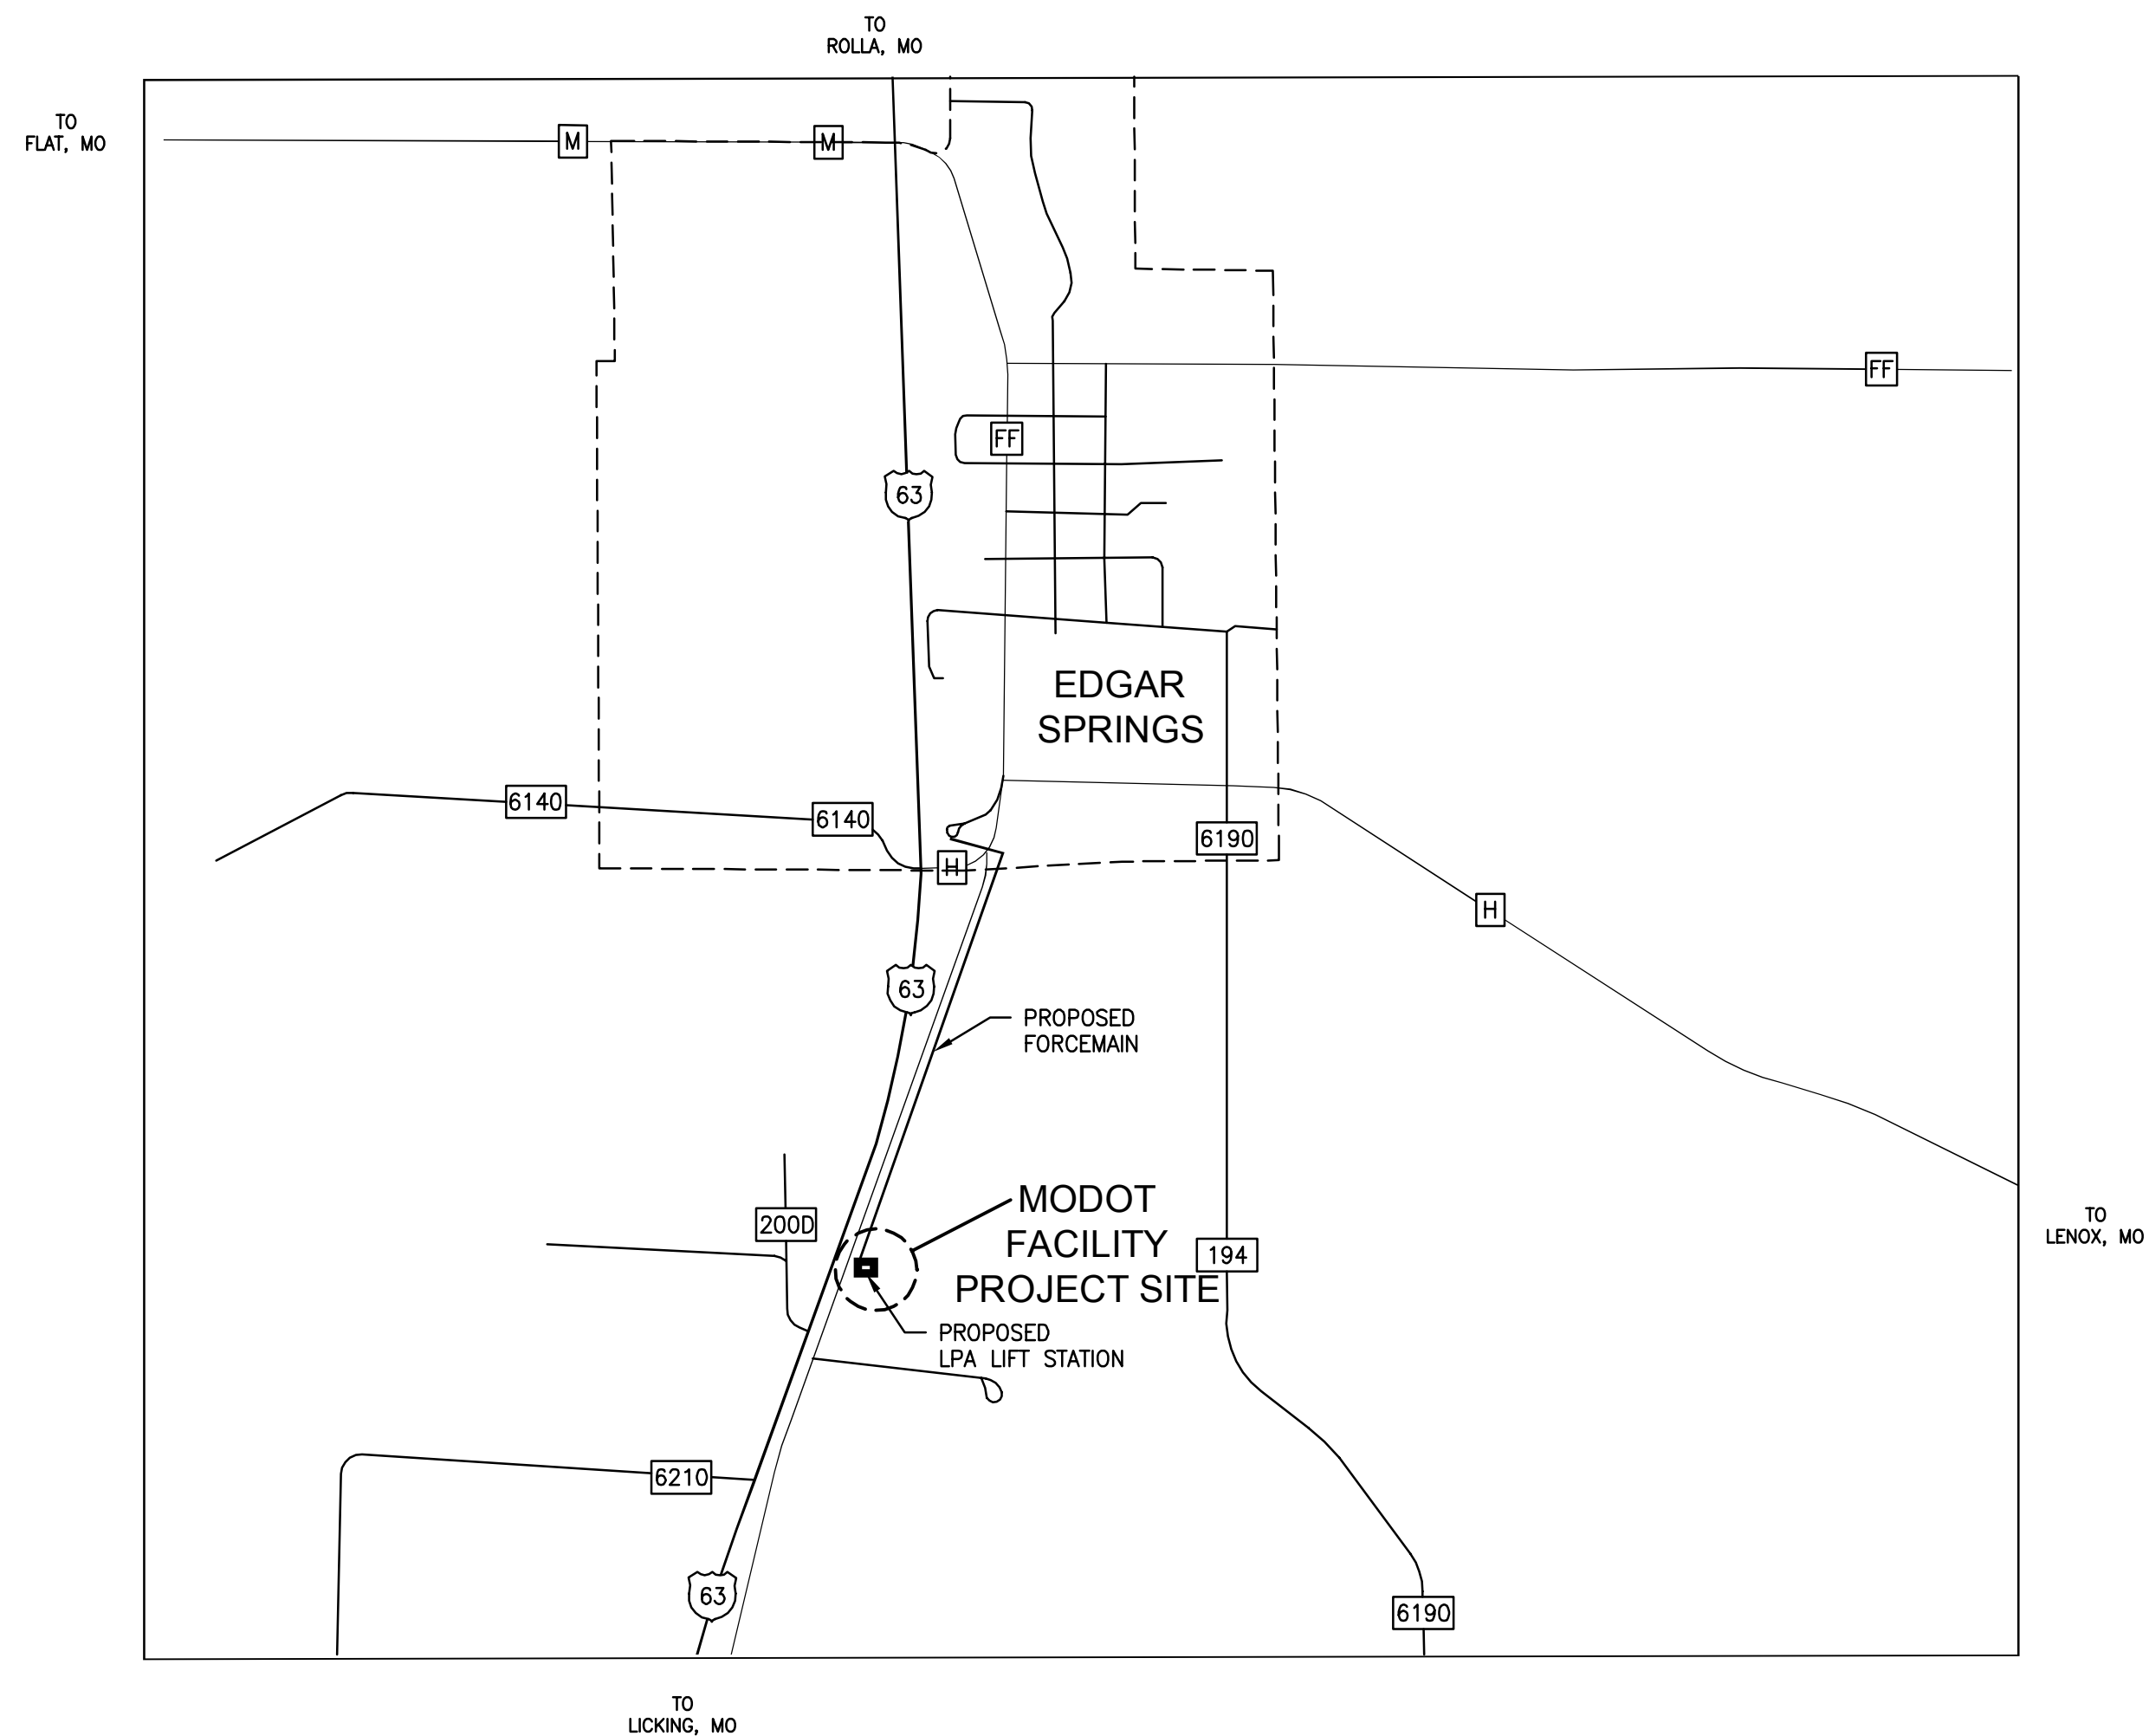 TO
ROLLA, MO
TO
FLAT, MO
M
M
FF
FF
63
EDGAR
SPRINGS
6140
6140
6190
H
H
63
PROPOSED
FORCEMAIN
MODOT
FACILITY
PROJECT SITE
200D
194
TO
LENOX, MO
PROPOSED
LPA LIFT STATION
6210
63
6190
TO
LICKING, MO